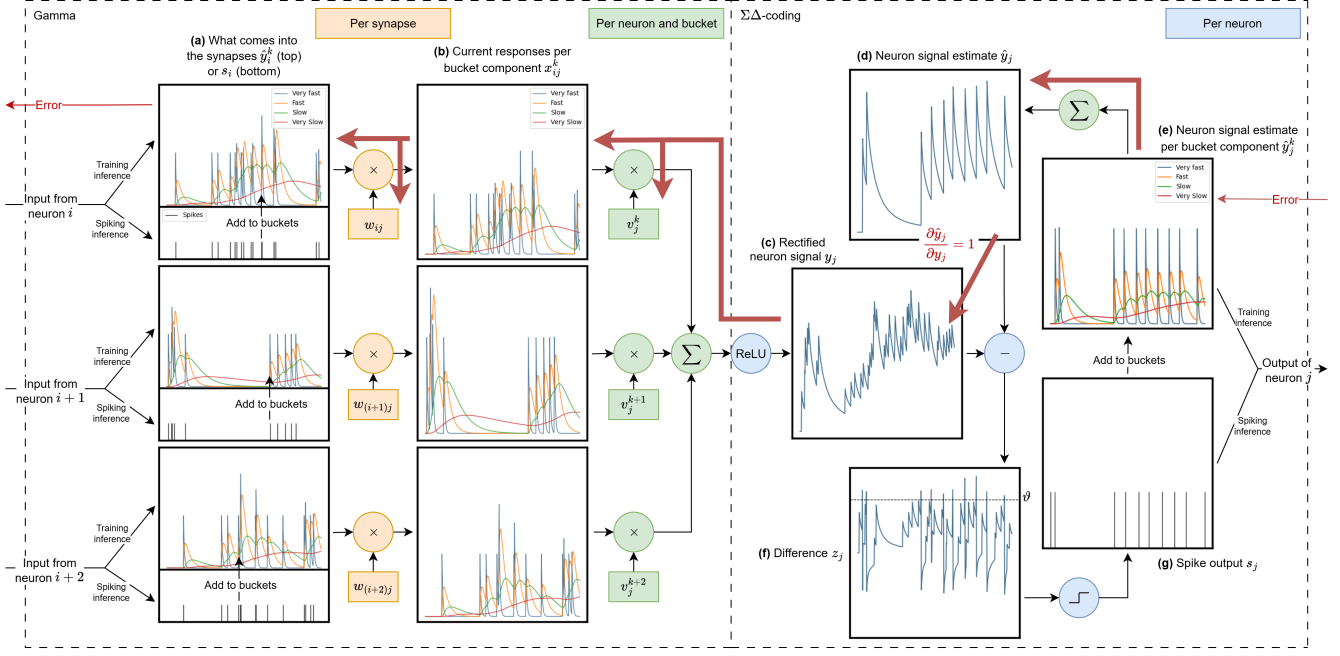 Gamma
Per synapse
Per neuron and bucket
ΣΔ-coding
Per neuron
(a) What comes into
the synapses ŷ_i^k (top)
or s_i (bottom)
(b) Current responses per
bucket component x_{ij}^k
(d) Neuron signal estimate ŷ_j
Error
Very fast
Fast
Slow
Very Slow
Very fast
Fast
Slow
Very Slow
Σ
(e) Neuron signal estimate
per bucket component ŷ_j^k
Very fast
Fast
Slow
Very Slow
Error
Training
inference
Input from
neuron i
Spiking
inference
Add to buckets
Spikes
×
w_{ij}
×
v_j^k
(c) Rectified
neuron signal y_j
∂ŷ_j/∂y_j = 1
Training
inference
Input from
neuron i + 1
Spiking
inference
Add to buckets
×
w_{(i+1)j}
×
v_j^{k+1}
Σ
ReLU
−
Add to buckets
Training
inference
Output of
neuron j
Spiking
inference
Training
inference
Input from
neuron i + 2
Spiking
inference
Add to buckets
×
w_{(i+2)j}
×
v_j^{k+2}
(f) Difference z_j
ϑ
(g) Spike output s_j